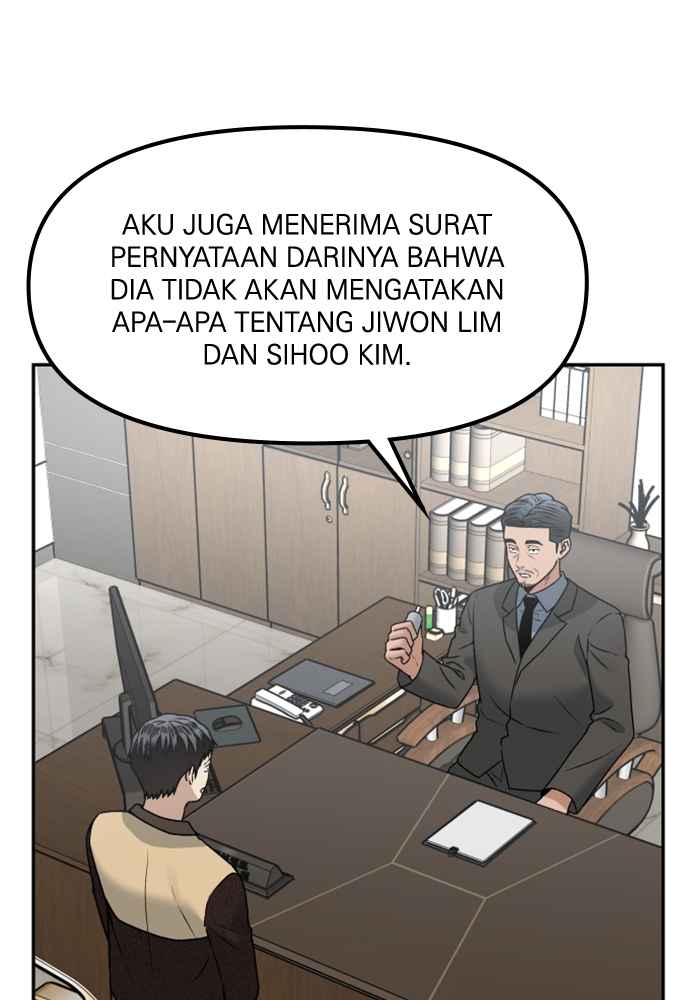 AKU JUGA MENERIMA SURAT
PERNYATAAN DARINYA BAHWA
DIA TIDAK AKAN MENGATAKAN
APA-APA TENTANG JIWON LIM
DAN SIHOO KIM.